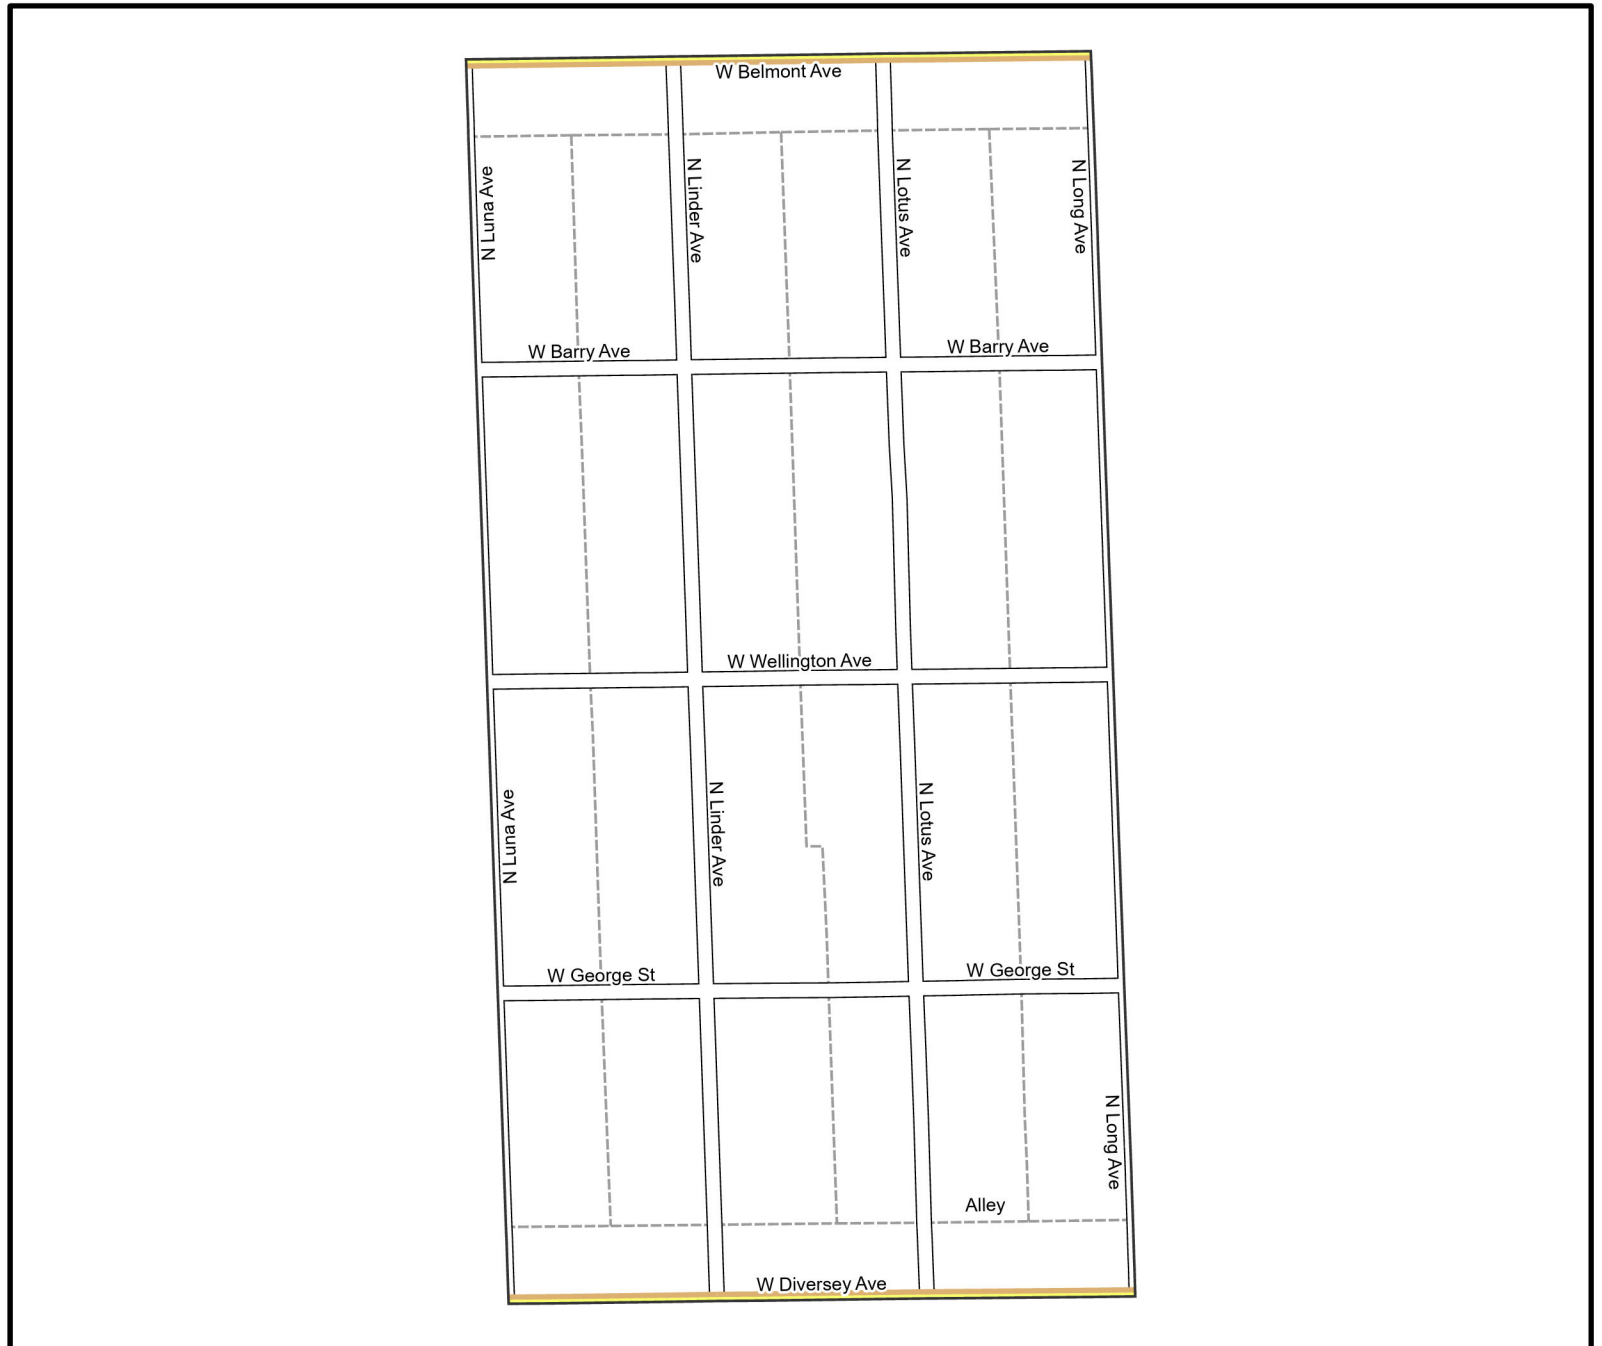 W Belmont Ave
N Luna Ave
N Linder Ave
N Lotus Ave
N Long Ave
W Barry Ave
W Barry Ave
W Wellington Ave
N Luna Ave
N Linder Ave
N Lotus Ave
W George St
W George St
N Long Ave
Alley
W Diversey Ave